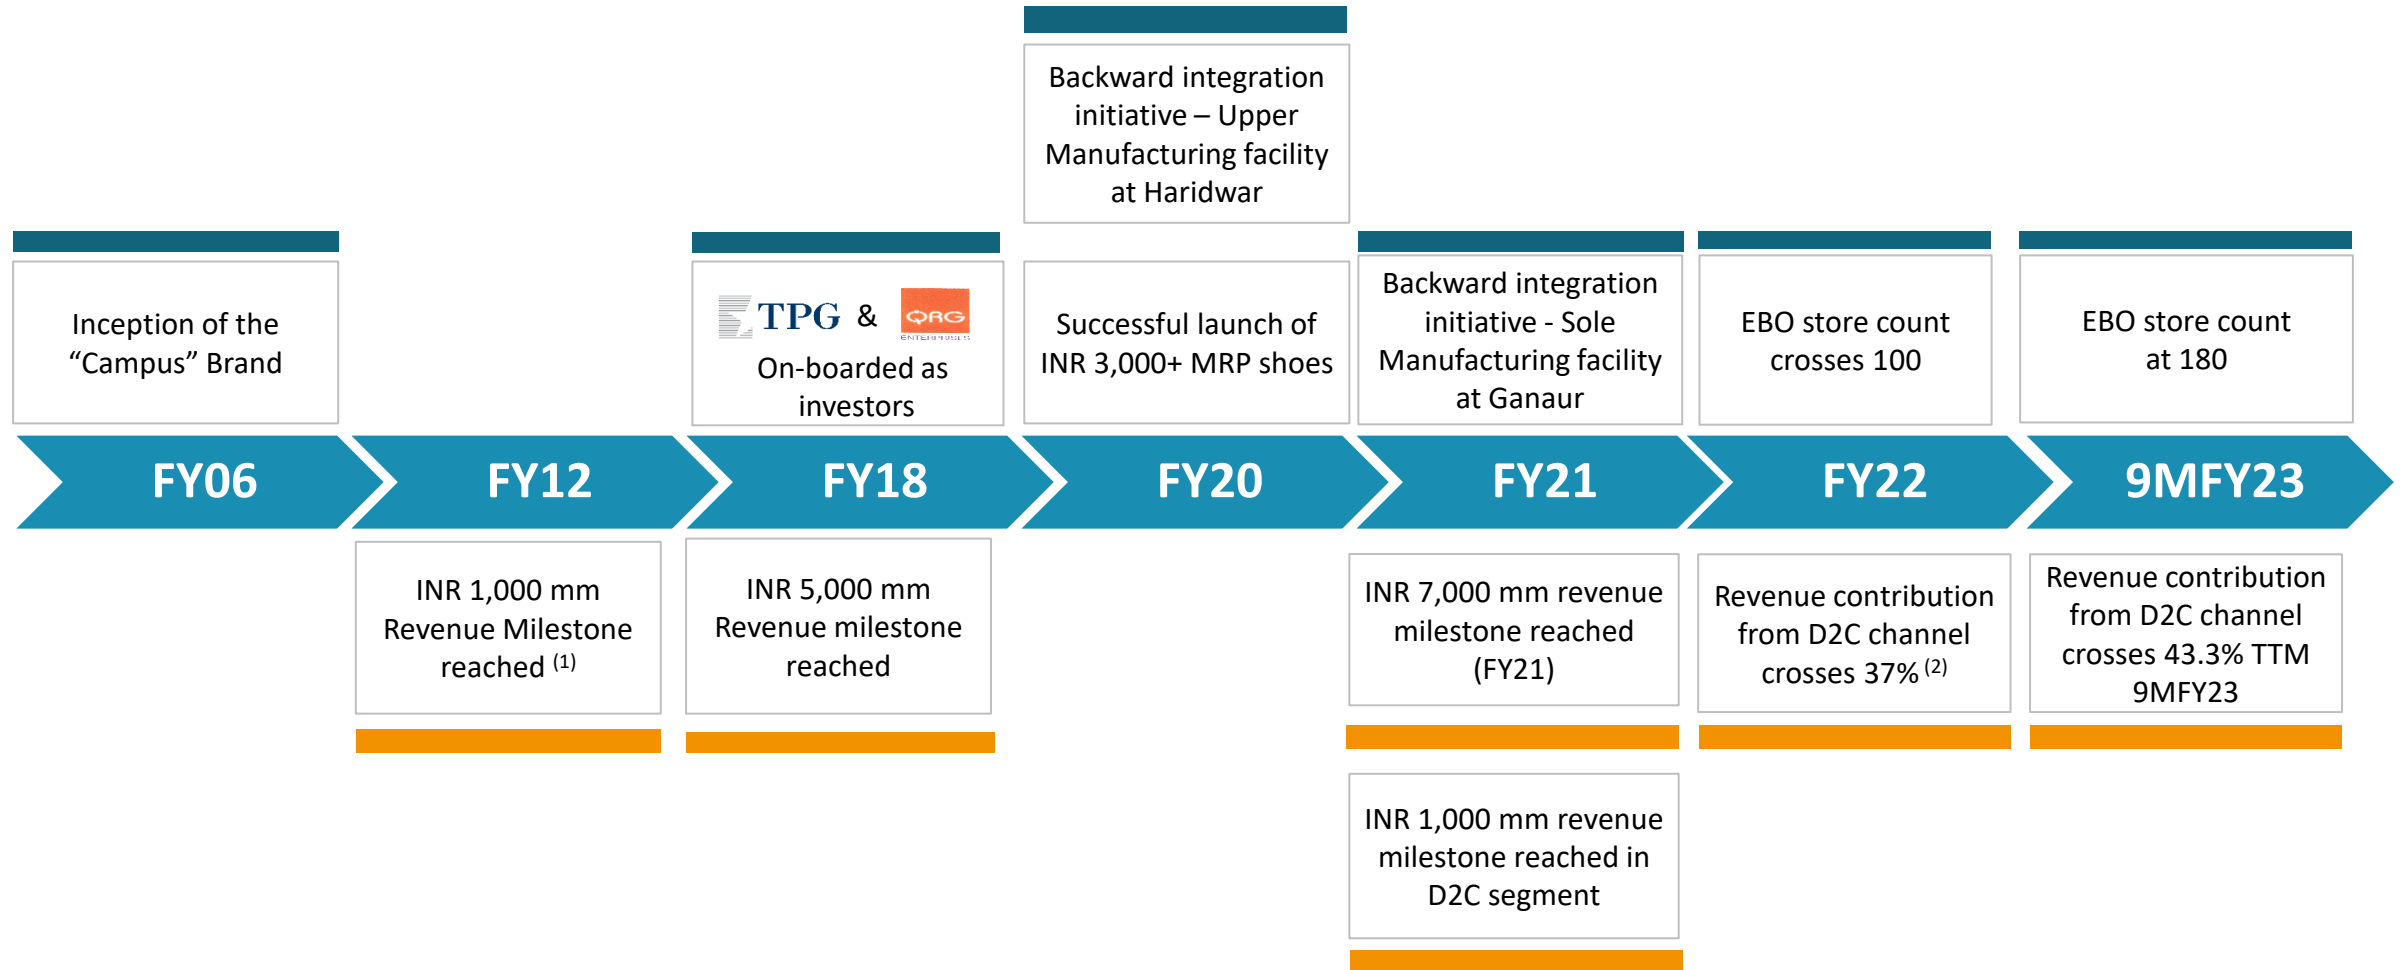 Backward integration
initiative – Upper
Manufacturing facility
at Haridwar
Inception of the
“Campus” Brand
TPG & QRG
ENTERPRISES
On-boarded as
investors
Successful launch of
INR 3,000+ MRP shoes
Backward integration
initiative - Sole
Manufacturing facility
at Ganaur
EBO store count
crosses 100
EBO store count
at 180
FY06
FY12
FY18
FY20
FY21
FY22
9MFY23
INR 1,000 mm
Revenue Milestone
reached (1)
INR 5,000 mm
Revenue milestone
reached
INR 7,000 mm revenue
milestone reached
(FY21)
Revenue contribution
from D2C channel
crosses 37% (2)
Revenue contribution
from D2C channel
crosses 43.3% TTM
9MFY23
INR 1,000 mm revenue
milestone reached in
D2C segment